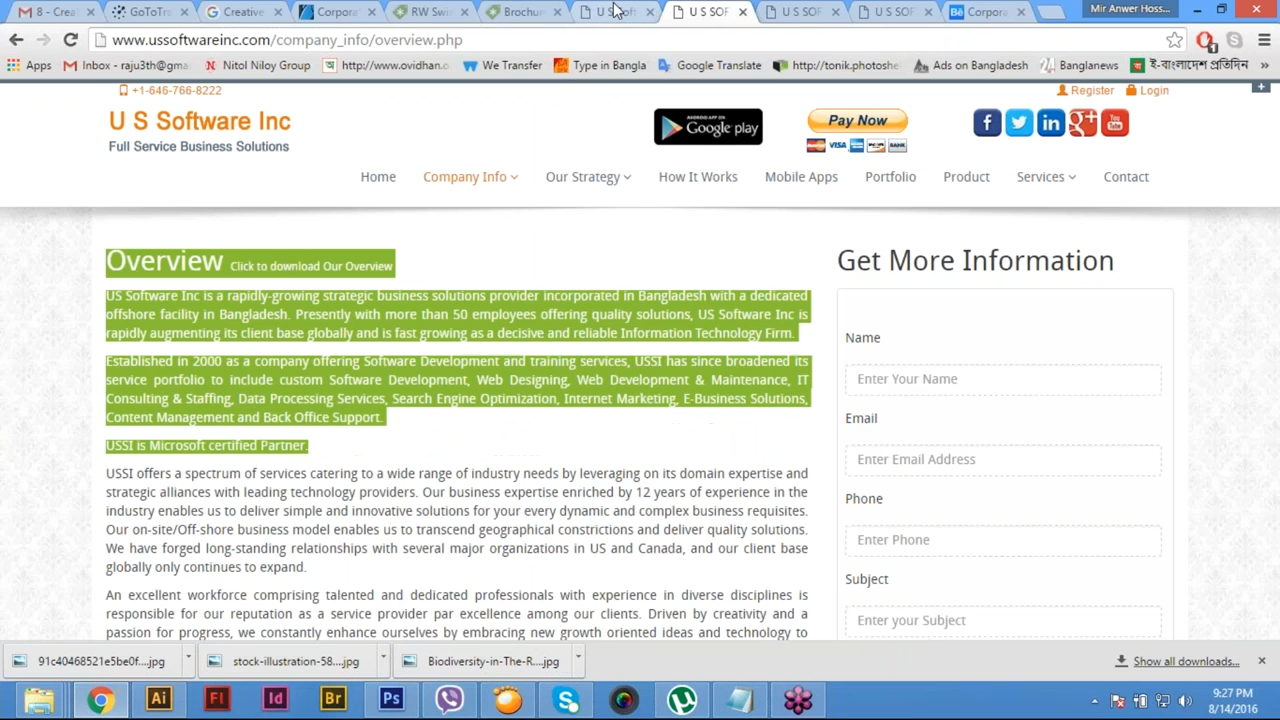 8 - Crea
GoToTra
Creative
Corpora
RW Swir
Brochur
U S Soft
U S SOF
U S SOF
U S SOF
Corpora
Mir Anwer Hoss...
www.ussoftwareinc.com/company_info/overview.php
Apps
Inbox - raju3th@gma
Nitol Niloy Group
http://www.ovidhan.o
We Transfer
Type in Bangla
Google Translate
http://tonik.photoshe
Ads on Bangladesh
Banglanews
ই-বাংলাদেশ প্রতিদিন
+1-646-766-8222
Register
Login
U S Software Inc
Full Service Business Solutions
ANDROID APP ON
Google play
Pay Now
VISA
BANK
You Tube
Home
Company Info
Our Strategy
How It Works
Mobile Apps
Portfolio
Product
Services
Contact
Overview Click to download Our Overview
US Software Inc is a rapidly-growing strategic business solutions provider incorporated in Bangladesh with a dedicated
offshore facility in Bangladesh. Presently with more than 50 employees offering quality solutions, US Software Inc is
rapidly augmenting its client base globally and is fast growing as a decisive and reliable Information Technology Firm.
Established in 2000 as a company offering Software Development and training services, USSI has since broadened its
service portfolio to include custom Software Development, Web Designing, Web Development & Maintenance, IT
Consulting & Staffing, Data Processing Services, Search Engine Optimization, Internet Marketing, E-Business Solutions,
Content Management and Back Office Support.
USSI is Microsoft certified Partner.
USSI offers a spectrum of services catering to a wide range of industry needs by leveraging on its domain expertise and
strategic alliances with leading technology providers. Our business expertise enriched by 12 years of experience in the
industry enables us to deliver simple and innovative solutions for your every dynamic and complex business requisites.
Our on-site/Off-shore business model enables us to transcend geographical constrictions and deliver quality solutions.
We have forged long-standing relationships with several major organizations in US and Canada, and our client base
globally only continues to expand.
An excellent workforce comprising talented and dedicated professionals with experience in diverse disciplines is
responsible for our reputation as a service provider par excellence among our clients. Driven by creativity and a
passion for progress, we constantly enhance ourselves by embracing new growth oriented ideas and technology to
Get More Information
Name
Enter Your Name
Email
Enter Email Address
Phone
Enter Phone
Subject
Enter your Subject
91c40468521e5be0f....jpg
stock-illustration-58....jpg
Biodiversity-in-The-R....jpg
Show all downloads...
Ai
Fl
Id
Br
Ps
9:27 PM
8/14/2016